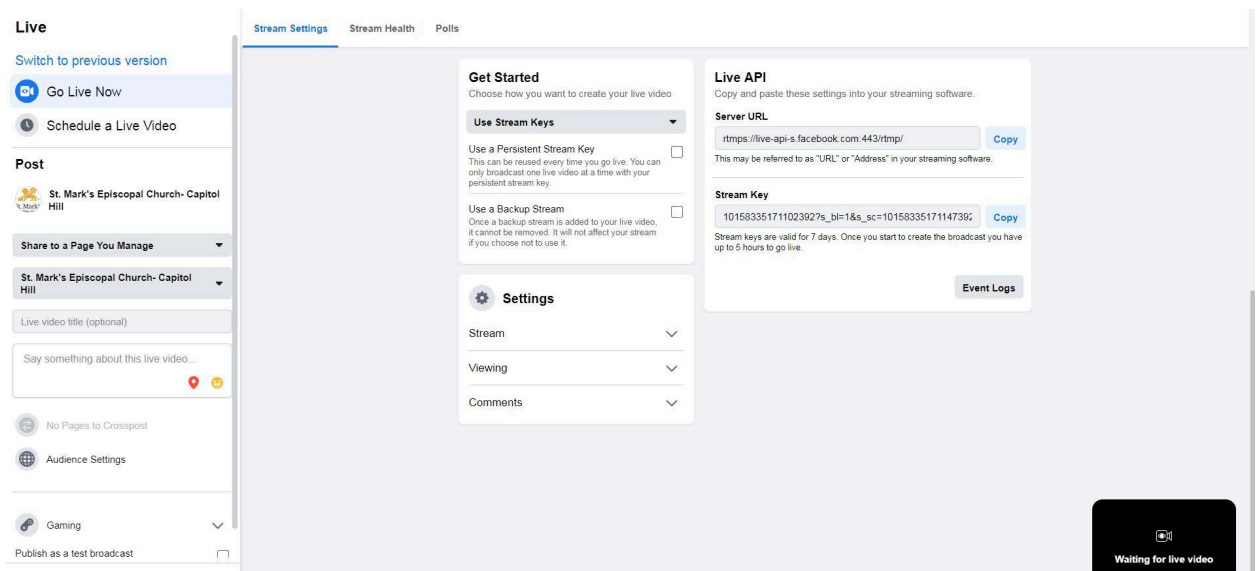 Live
Switch to previous version
Go Live Now
Schedule a Live Video
Post
St. Mark's Episcopal Church- Capitol
Hill
Share to a Page You Manage
St. Mark's Episcopal Church- Capitol
Hill
Live video title (optional)
Say something about this live video...
No Pages to Crosspost
Audience Settings
Gaming
Publish as a test broadcast
Stream Settings
Stream Health
Polls
Get Started
Choose how you want to create your live video
Use Stream Keys
Use a Persistent Stream Key
This can be reused every time you go live. You can
only broadcast one live video at a time with your
persistent stream key.
Use a Backup Stream
Once a backup stream is added to your live video,
it cannot be removed. It will not affect your stream
if you choose not to use it.
Settings
Stream
Viewing
Comments
Live API
Copy and paste these settings into your streaming software.
Server URL
rtmps://live-api-s.facebook.com:443/rtmp/
Copy
This may be referred to as "URL" or "Address" in your streaming software.
Stream Key
10158335171102392?s_bl=1&s_sc=10158335171147392
Copy
Stream keys are valid for 7 days. Once you start to create the broadcast you have
up to 5 hours to go live.
Event Logs
Waiting for live video